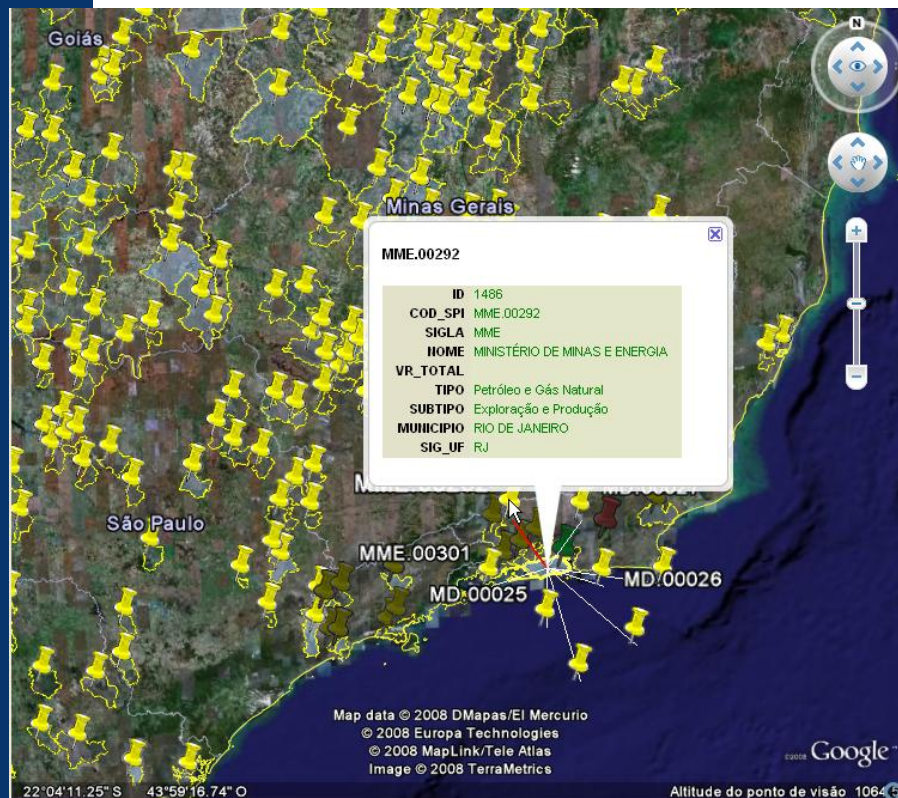 Goiás
N
Minas Gerais
MME.00292
ID 1486
COD_SPI MME.00292
SIGLA MME
NOME MINISTÉRIO DE MINAS E ENERGIA
VR_TOTAL
TIPO Petróleo e Gás Natural
SUBTIPO Exploração e Produção
MUNICIPIO RIO DE JANEIRO
SIG_UF RJ
São Paulo
MME.00301
MD.00025
MD.00026
Map data © 2008 DMapas/El Mercurio
© 2008 Europa Technologies
© 2008 MapLink/Tele Atlas
Image © 2008 TerraMetrics
©2008 Google
22°04'11.25" S 43°59'16.74" O
Altitude do ponto de visão 1064